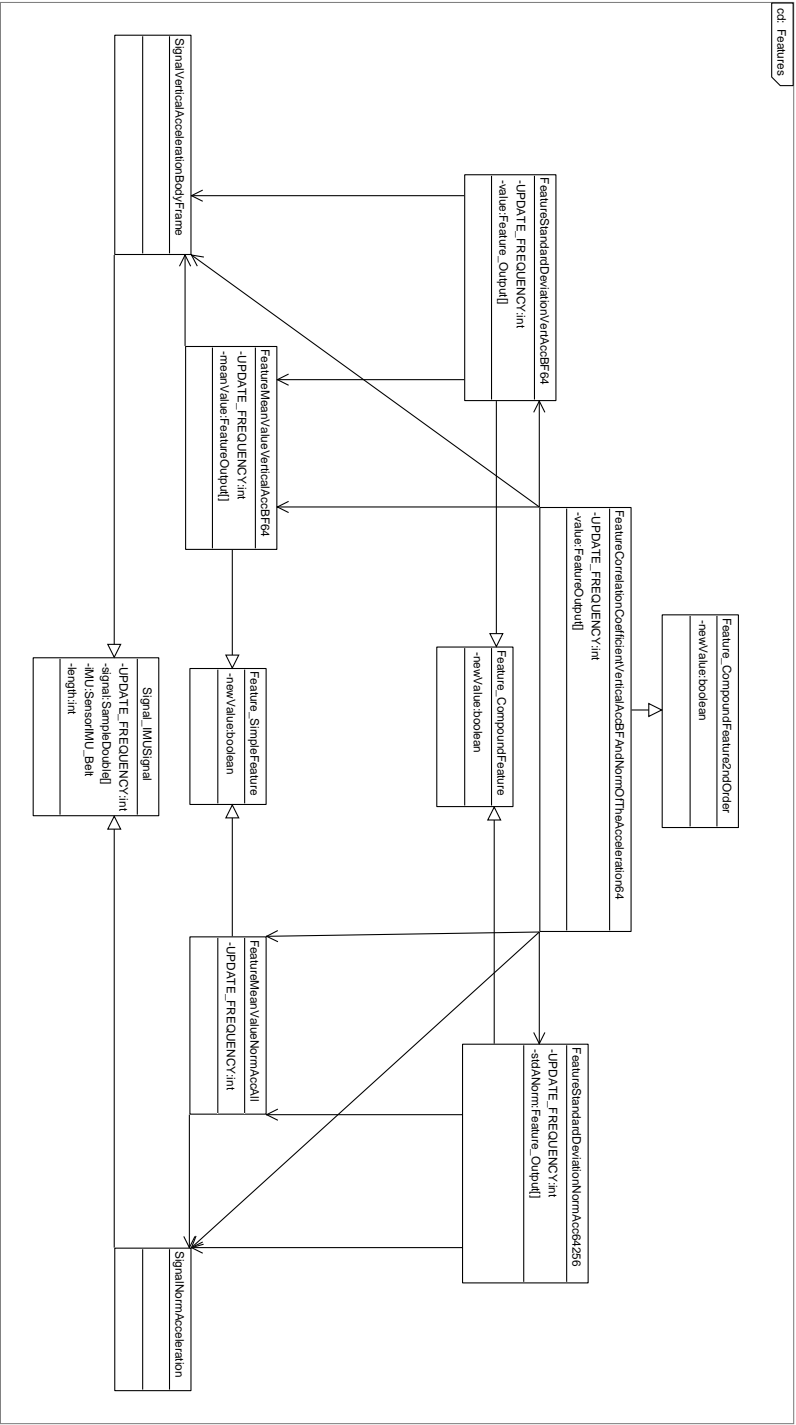 cd: Features
Feature_CompoundFeature2ndOrder
-newValue:boolean
FeatureCorrelationCoefficientVerticalAccBFAndNormOfTheAcceleration64
-UPDATE_FREQUENCY:int
-value:FeatureOutput[]
FeatureStandardDeviationVertAccBF64
-UPDATE_FREQUENCY:int
-value:Feature_Output[]
Feature_CompoundFeature
-newValue:boolean
FeatureStandardDeviationNormAcc64256
-UPDATE_FREQUENCY:int
-stdANorm:Feature_Output[]
FeatureMeanValueVerticalAccBF64
-UPDATE_FREQUENCY:int
-meanValue:FeatureOutput[]
Feature_SimpleFeature
-newValue:boolean
FeatureMeanValueNormAccAll
-UPDATE_FREQUENCY:int
SignalVerticalAccelerationBodyFrame
Signal_IMUSignal
-UPDATE_FREQUENCY:int
-signal:SampleDouble[]
-iMU:SensorIMU_Belt
-length:int
SignalNormAcceleration